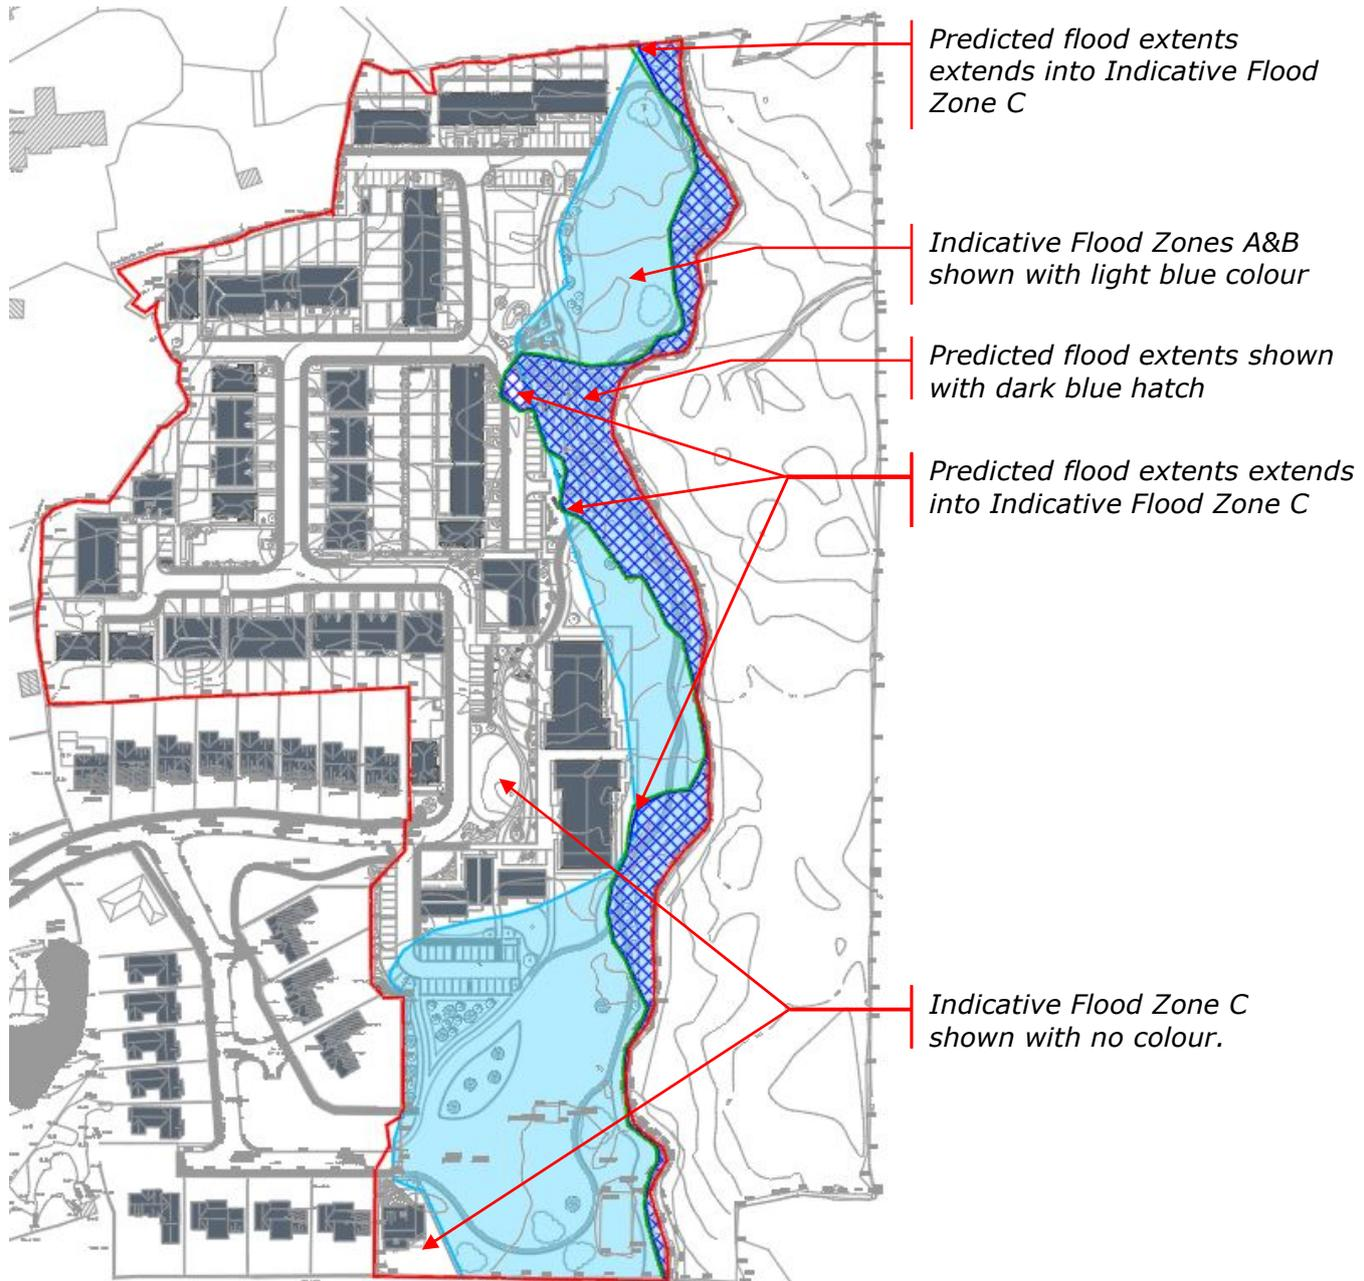 Predicted flood extents
extends into Indicative Flood
Zone C
Indicative Flood Zones A&B
shown with light blue colour
Predicted flood extents shown
with dark blue hatch
Predicted flood extents extends
into Indicative Flood Zone C
Indicative Flood Zone C
shown with no colour.